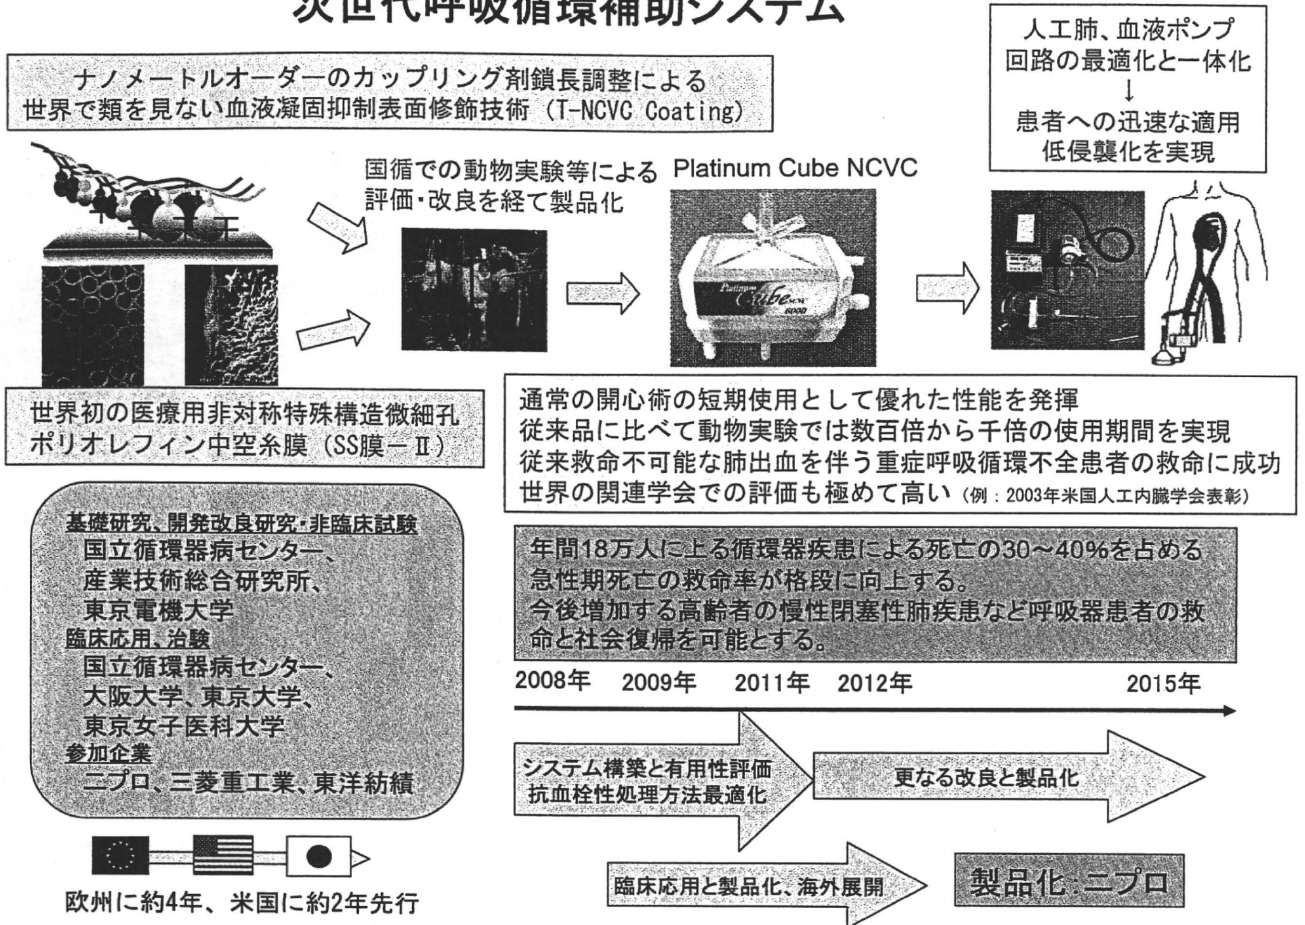 次世代呼吸循環補助システム
人工肺、血液ポンプ
回路の最適化と一体化
↓
患者への迅速な適用
低侵襲化を実現
ナノメートルオーダーのカップリング剤鎖長調整による
世界で類を見ない血液凝固抑制表面修飾技術（T-NCVC Coating）
国循での動物実験等による
評価・改良を経て製品化
Platinum Cube NCVC
Platinum
Cube NCVC
6000
世界初の医療用非対称特殊構造微細孔
ポリオレフィン中空糸膜（SS膜－Ⅱ）
通常の開心術の短期使用として優れた性能を発揮
従来品に比べて動物実験では数百倍から千倍の使用期間を実現
従来救命不可能な肺出血を伴う重症呼吸循環不全患者の救命に成功
世界の関連学会での評価も極めて高い（例：2003年米国人工内臓学会表彰）
基礎研究、開発改良研究・非臨床試験
国立循環器病センター、
産業技術総合研究所、
東京電機大学
臨床応用、治験
国立循環器病センター、
大阪大学、東京大学、
東京女子医科大学
参加企業
ニプロ、三菱重工業、東洋紡績
年間18万人に上る循環器疾患による死亡の30～40%を占める
急性期死亡の救命率が格段に向上する。
今後増加する高齢者の慢性閉塞性肺疾患など呼吸器患者の救
命と社会復帰を可能とする。
2008年 2009年 2011年 2012年 2015年
システム構築と有用性評価
抗血栓性処理方法最適化
更なる改良と製品化
臨床応用と製品化、海外展開
製品化：ニプロ
欧州に約4年、米国に約2年先行